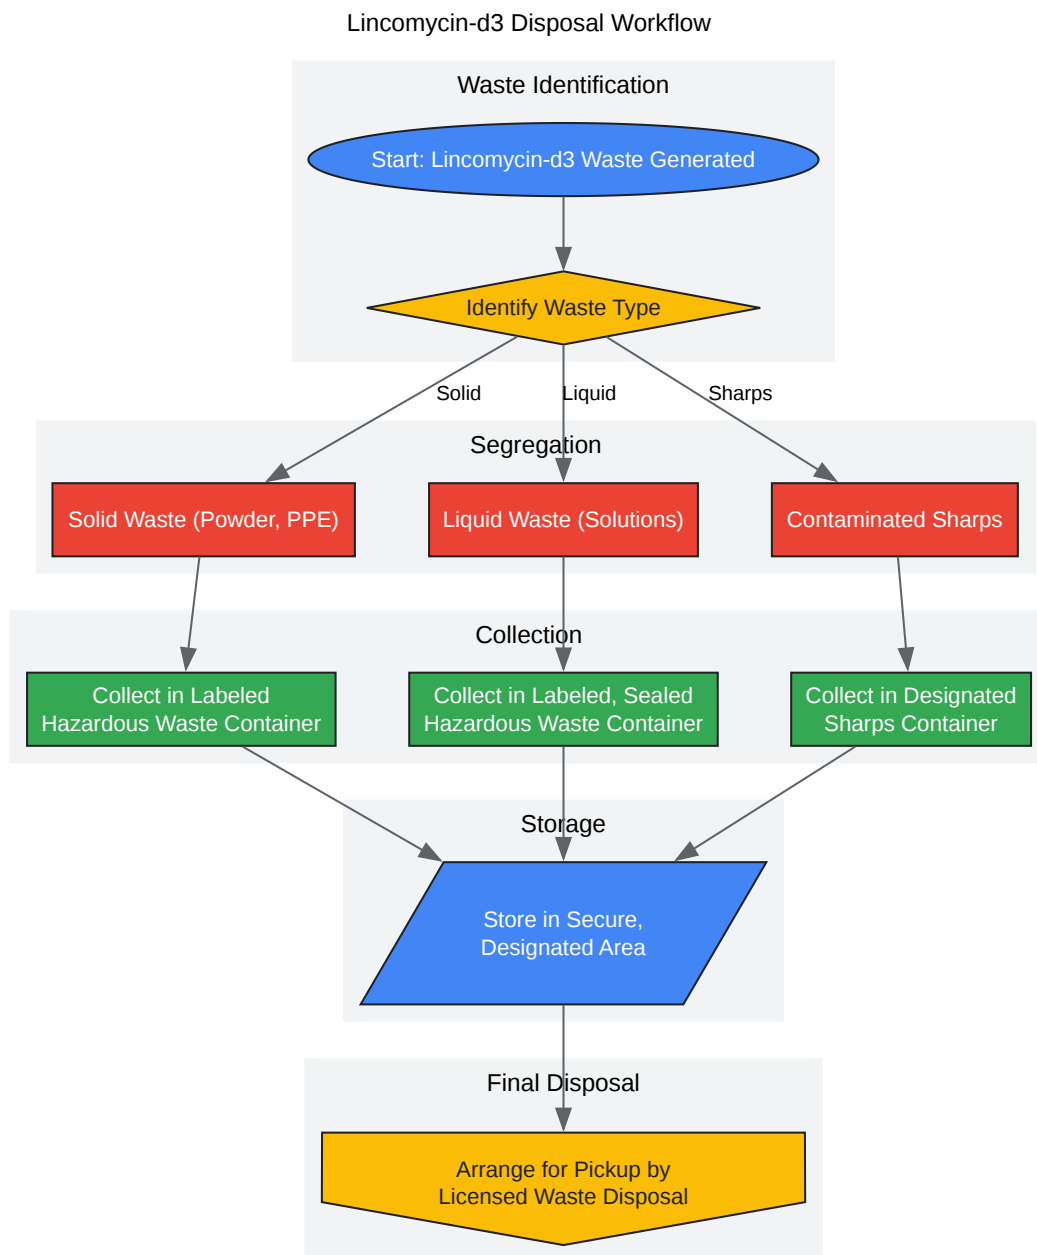 Lincomycin-d3 Disposal Workflow
Waste Identification
Start: Lincomycin-d3 Waste Generated
Identify Waste Type
Solid
Liquid
Sharps
Segregation
Solid Waste (Powder, PPE)
Liquid Waste (Solutions)
Contaminated Sharps
Collection
Collect in Labeled
Hazardous Waste Container
Collect in Labeled, Sealed
Hazardous Waste Container
Collect in Designated
Sharps Container
Storage
Store in Secure,
Designated Area
Final Disposal
Arrange for Pickup by
Licensed Waste Disposal